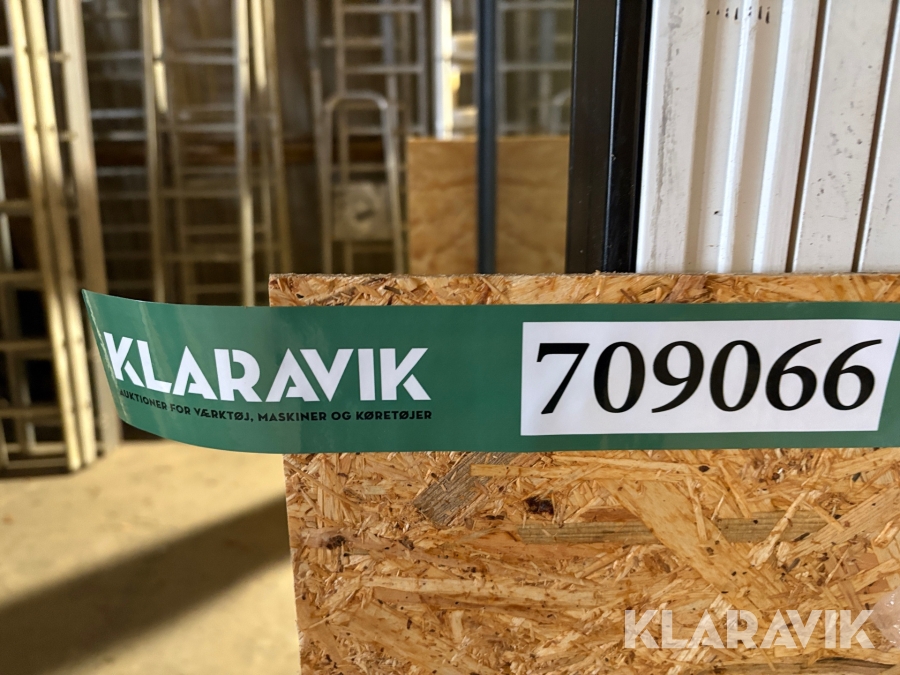 KLARAVIK
AUKTIONER FOR VÆRKTØJ, MASKINER OG KØRETØJER
709066
KLARAVIK